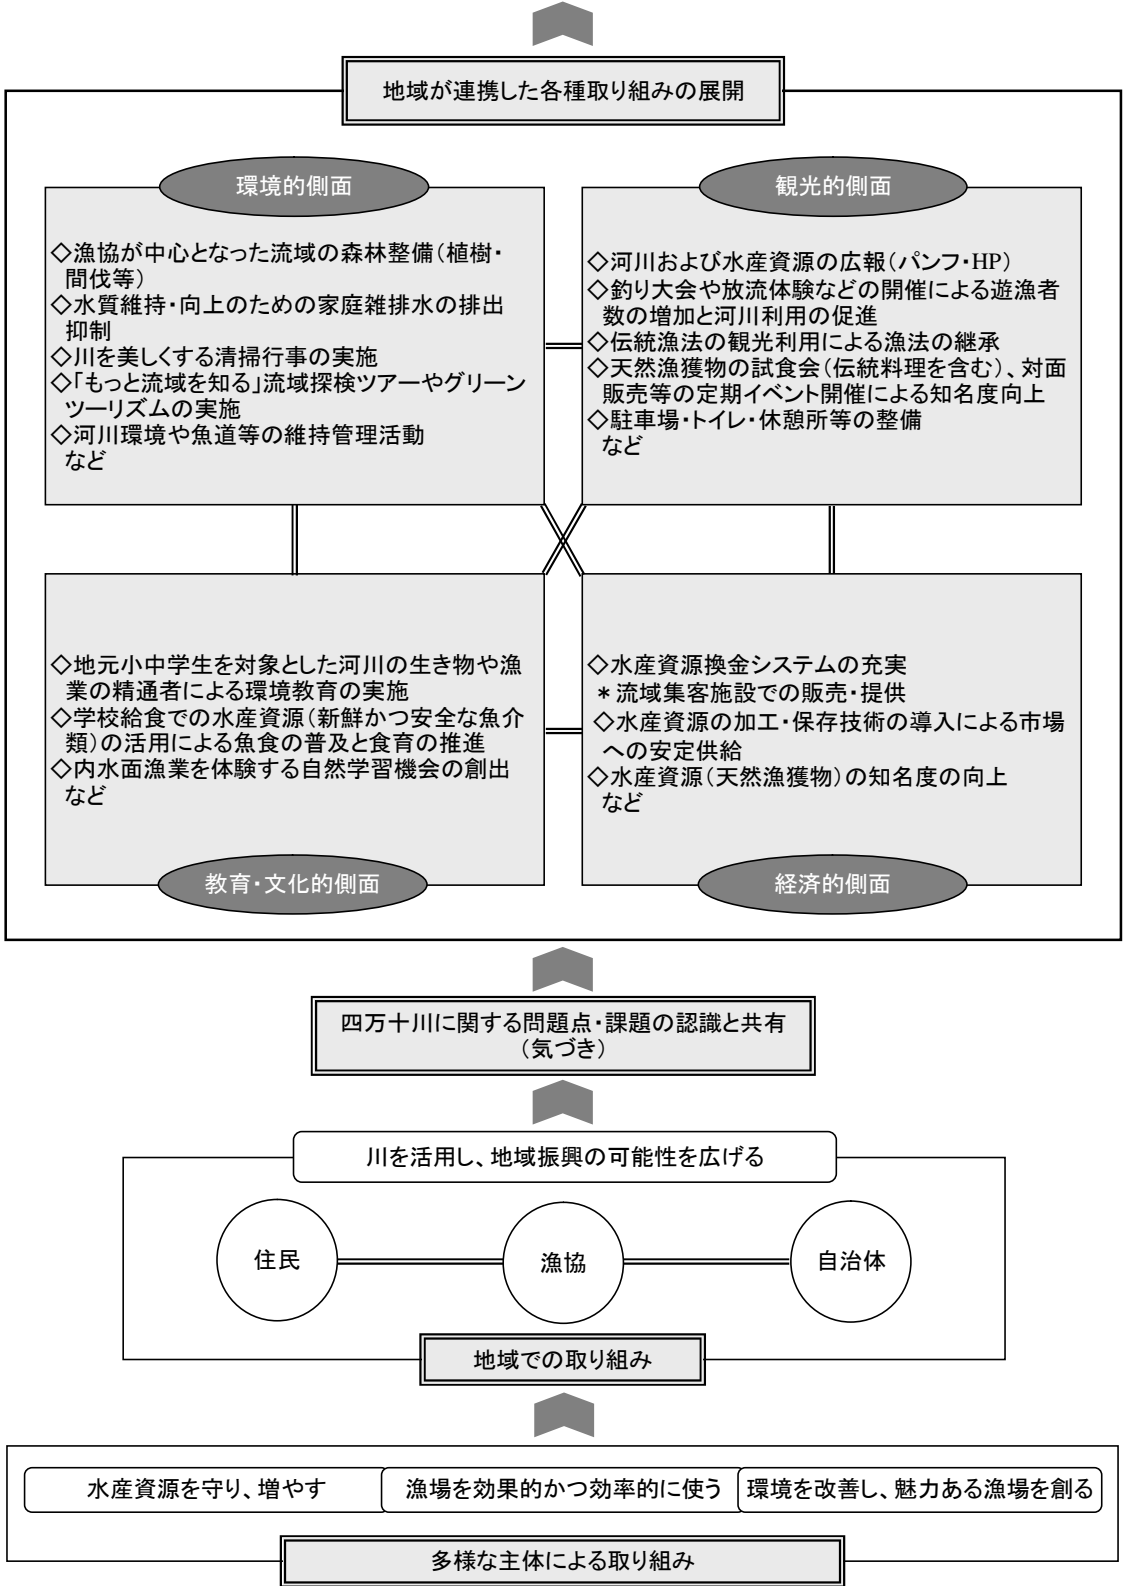 地域が連携した各種取り組みの展開
環境的側面
◇漁協が中心となった流域の森林整備(植樹・
間伐等)
◇水質維持・向上のための家庭雑排水の排出
抑制
◇川を美しくする清掃行事の実施
◇「もっと流域を知る」流域探検ツアーやグリーン
ツーリズムの実施
◇河川環境や魚道等の維持管理活動
など
観光的側面
◇河川および水産資源の広報(パンフ・HP)
◇釣り大会や放流体験などの開催による遊漁者
数の増加と河川利用の促進
◇伝統漁法の観光利用による漁法の継承
◇天然漁獲物の試食会(伝統料理を含む)、対面
販売等の定期イベント開催による知名度向上
◇駐車場・トイレ・休憩所等の整備
など
◇地元小中学生を対象とした河川の生き物や漁
業の精通者による環境教育の実施
◇学校給食での水産資源(新鮮かつ安全な魚介
類)の活用による魚食の普及と食育の推進
◇内水面漁業を体験する自然学習機会の創出
など
教育・文化的側面
◇水産資源換金システムの充実
*流域集客施設での販売・提供
◇水産資源の加工・保存技術の導入による市場
への安定供給
◇水産資源(天然漁獲物)の知名度の向上
など
経済的側面
四万十川に関する問題点・課題の認識と共有
(気づき)
川を活用し、地域振興の可能性を広げる
住民
漁協
自治体
地域での取り組み
水産資源を守り、増やす
漁場を効果的かつ効率的に使う
環境を改善し、魅力ある漁場を創る
多様な主体による取り組み